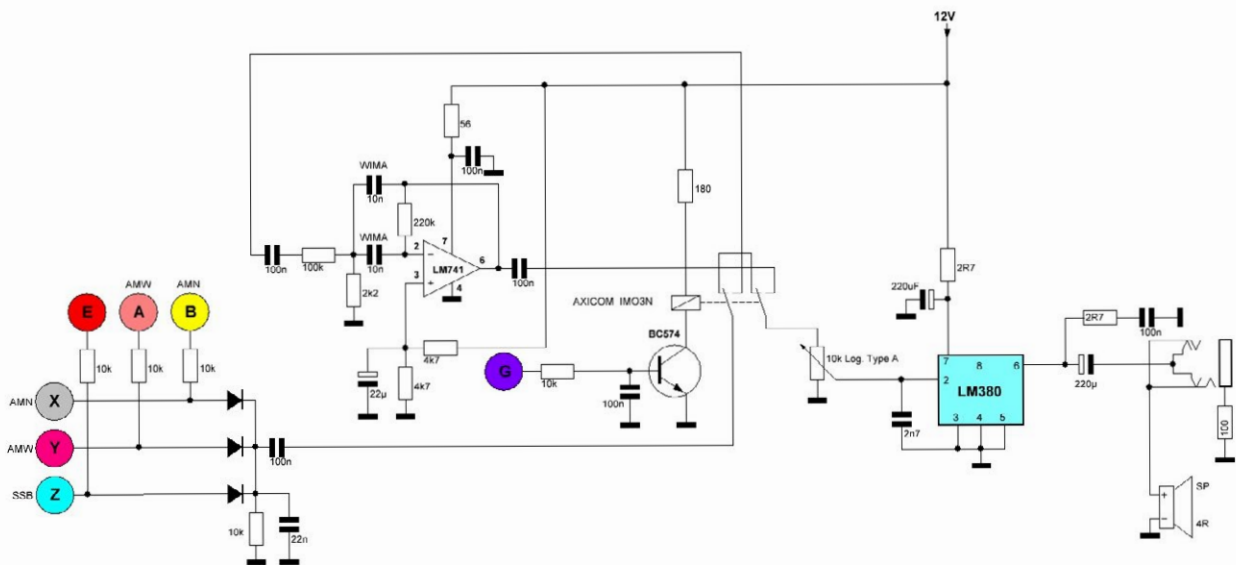 12V
56
WIMA
100n
10n
180
220k
WIMA
7
2
6
2R7
100n
100k
10n
LM741
100n
3
4
220uF
2k2
AXICOM IMO3N
AMW
AMN
2R7
100n
E
A
B
BC574
10k Log. Type A
7
8
6
4k7
G
10k
2
LM380
220µ
10k
10k
10k
22µ
4k7
100n
3
4
5
AMN
X
2n7
100
AMW
Y
100n
SSB
Z
+
SP
10k
22n
4R